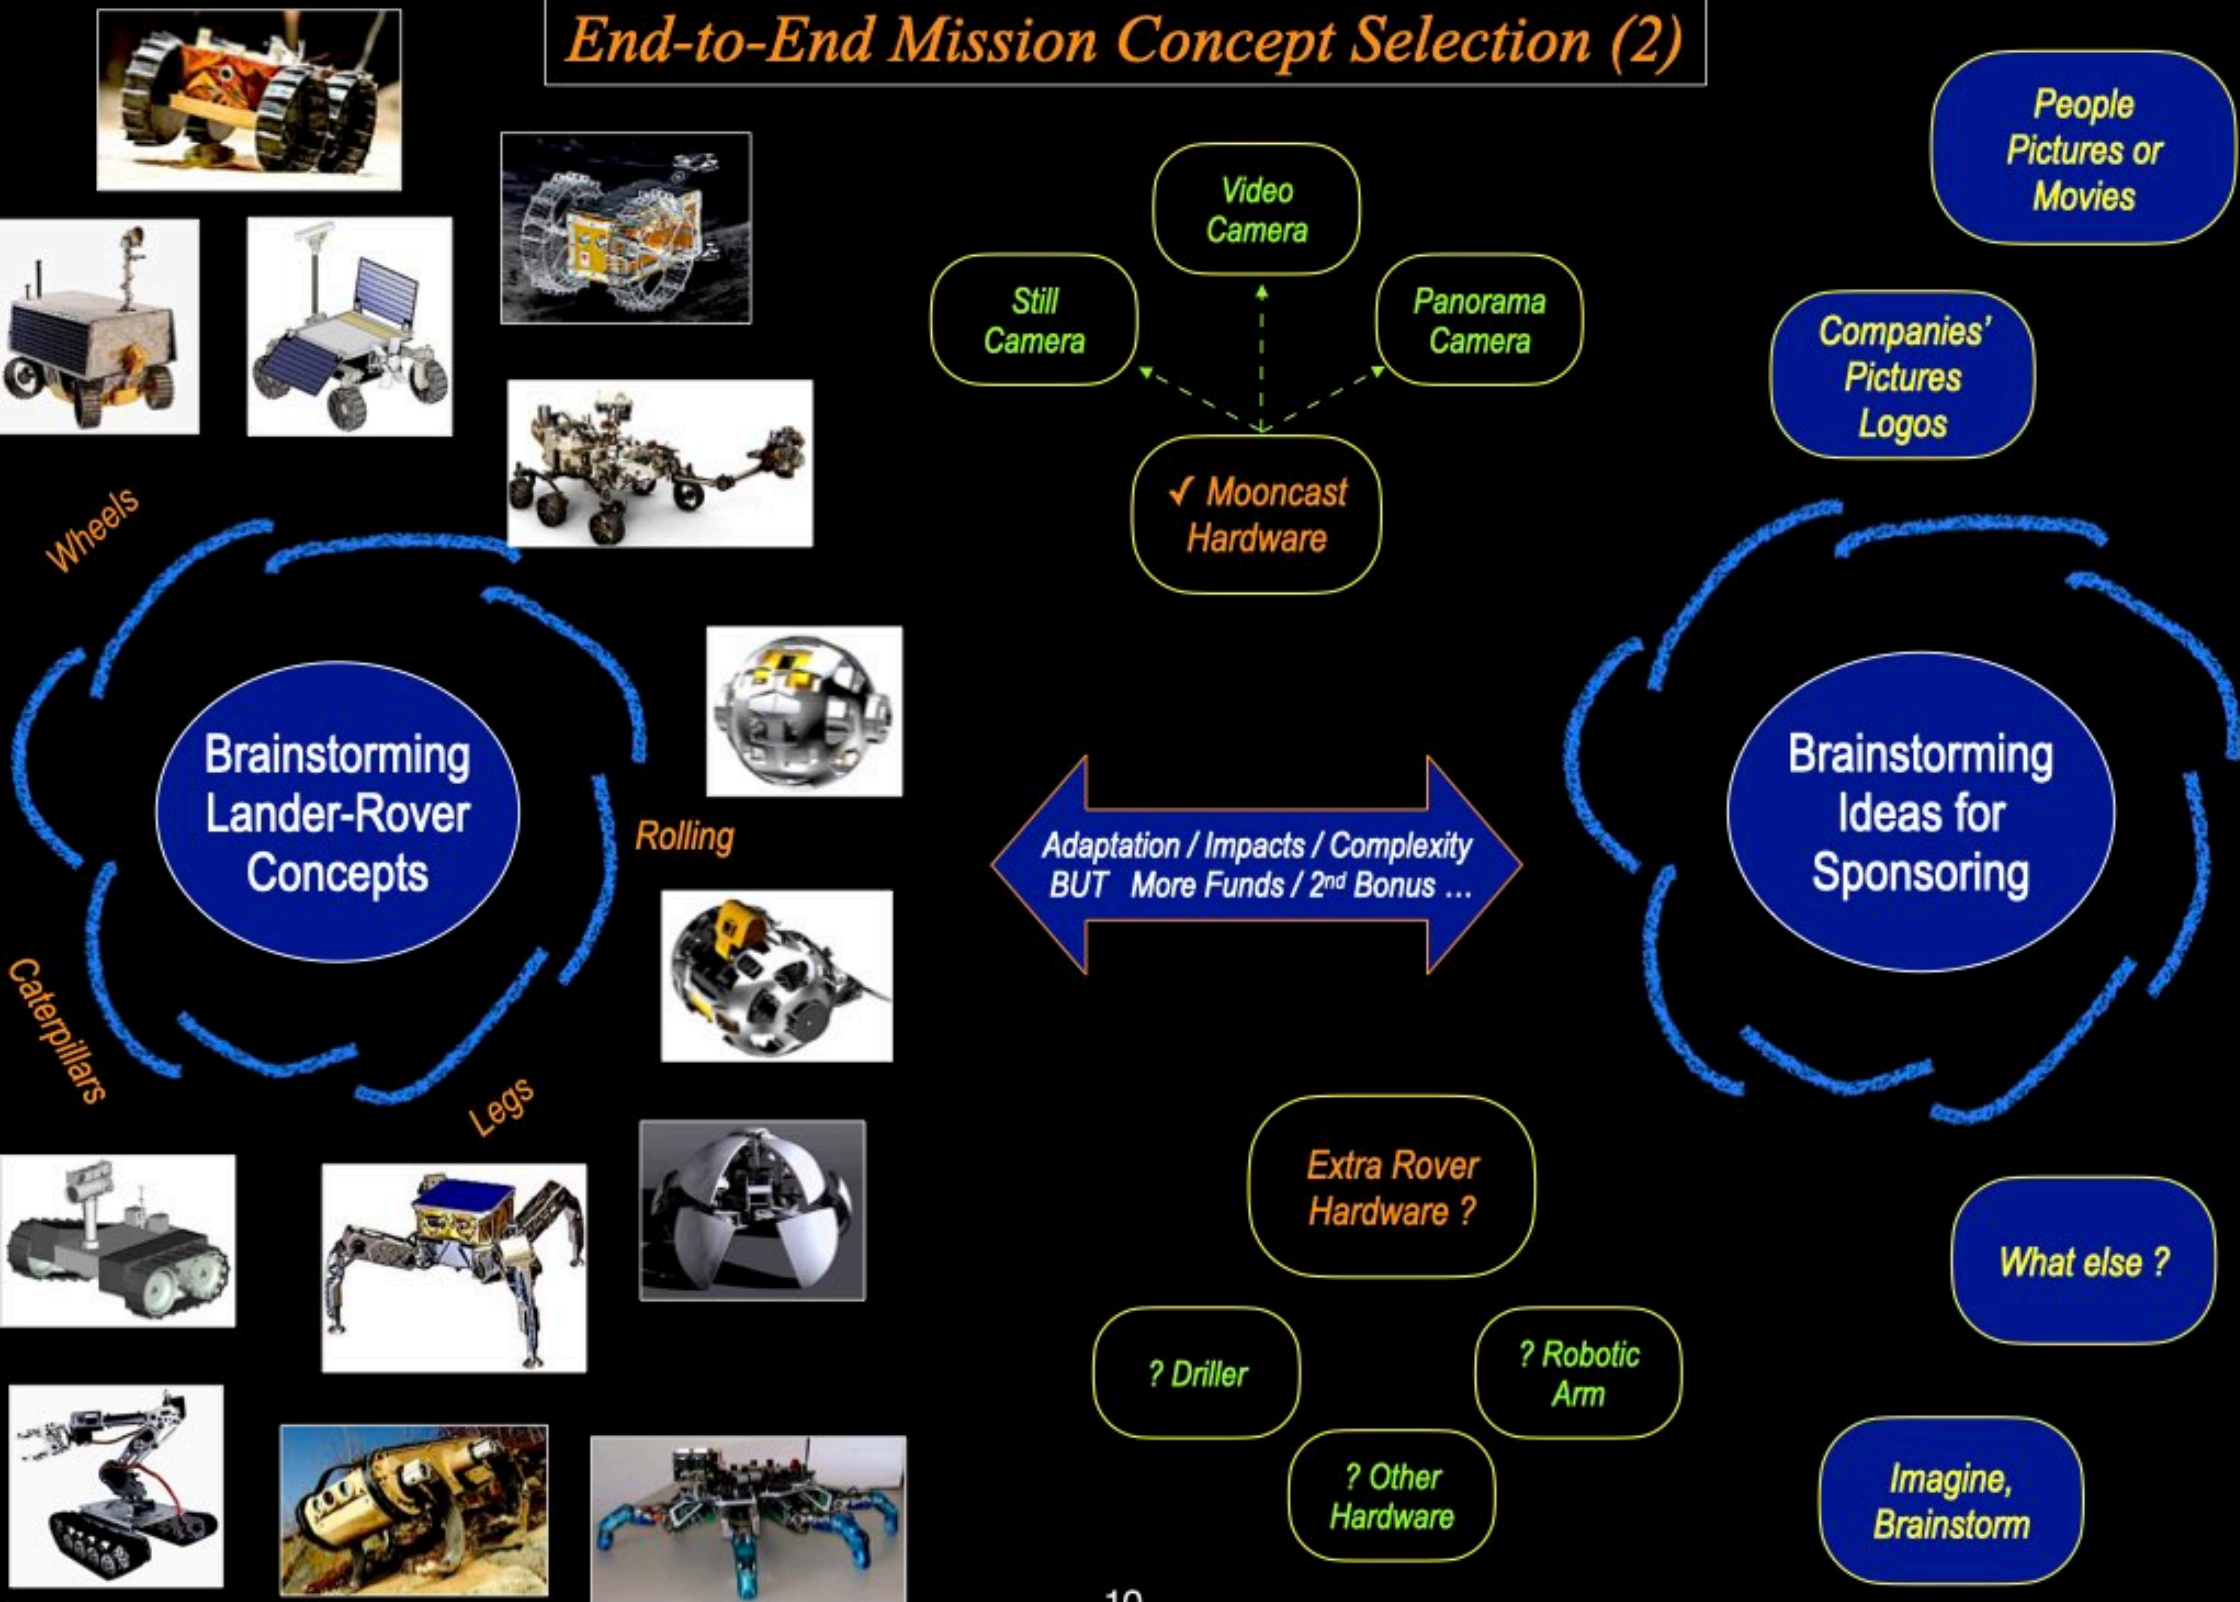 End-to-End Mission Concept Selection (2)
Video
Camera
Still
Camera
Panorama
Camera
✓ Mooncast
Hardware
People
Pictures or
Movies
Companies'
Pictures
Logos
Wheels
Brainstorming
Lander-Rover
Concepts
Rolling
Caterpillars
Legs
Adaptation / Impacts / Complexity
BUT More Funds / 2nd Bonus ...
Brainstorming
Ideas for
Sponsoring
Extra Rover
Hardware ?
? Driller
? Robotic
Arm
? Other
Hardware
What else ?
Imagine,
Brainstorm